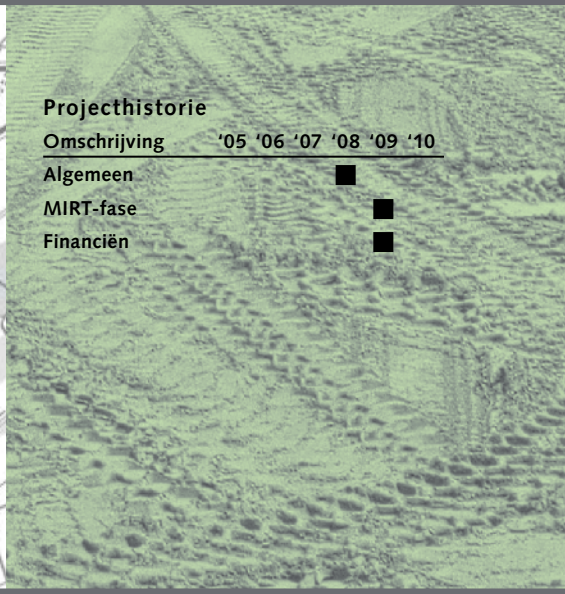 Projecthistorie
Omschrijving ‘05 ‘06 ‘07 ‘08 ‘09 ‘10
Algemeen
MIRT-fase
Financiën